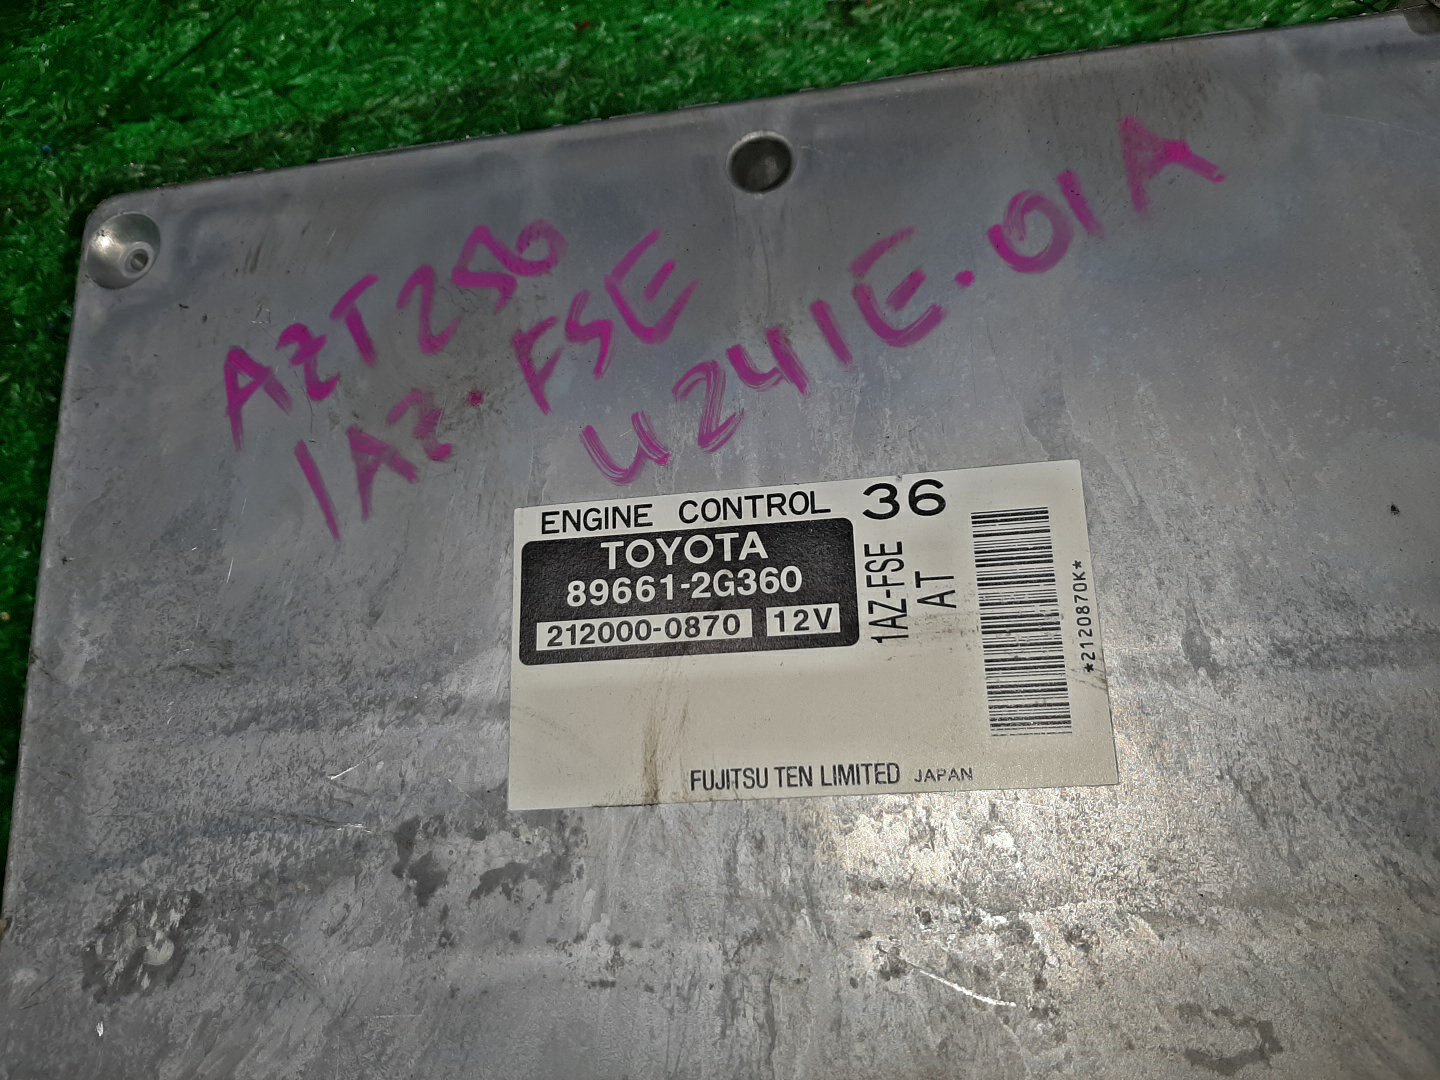 AZT250
1AZ-FSE
U241E-01A
ENGINE CONTROL 36
TOYOTA
89661-2G360
212000-0870 12V
1AZ-FSE
AT
*2120870K*
FUJITSU TEN LIMITED JAPAN